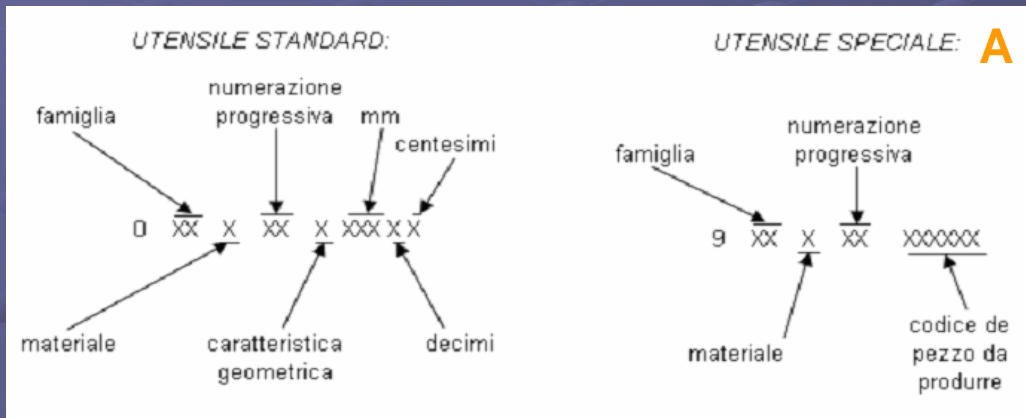 UTENSILE STANDARD:
numerazione
progressiva
famiglia
mm
centesimi
0 XX X XX X XXX X X
materiale
caratteristica
geometrica
decimi
UTENSILE SPECIALE: A
numerazione
progressiva
famiglia
9 XX X XX XXXXXX
materiale
codice de
pezzo da
produrre